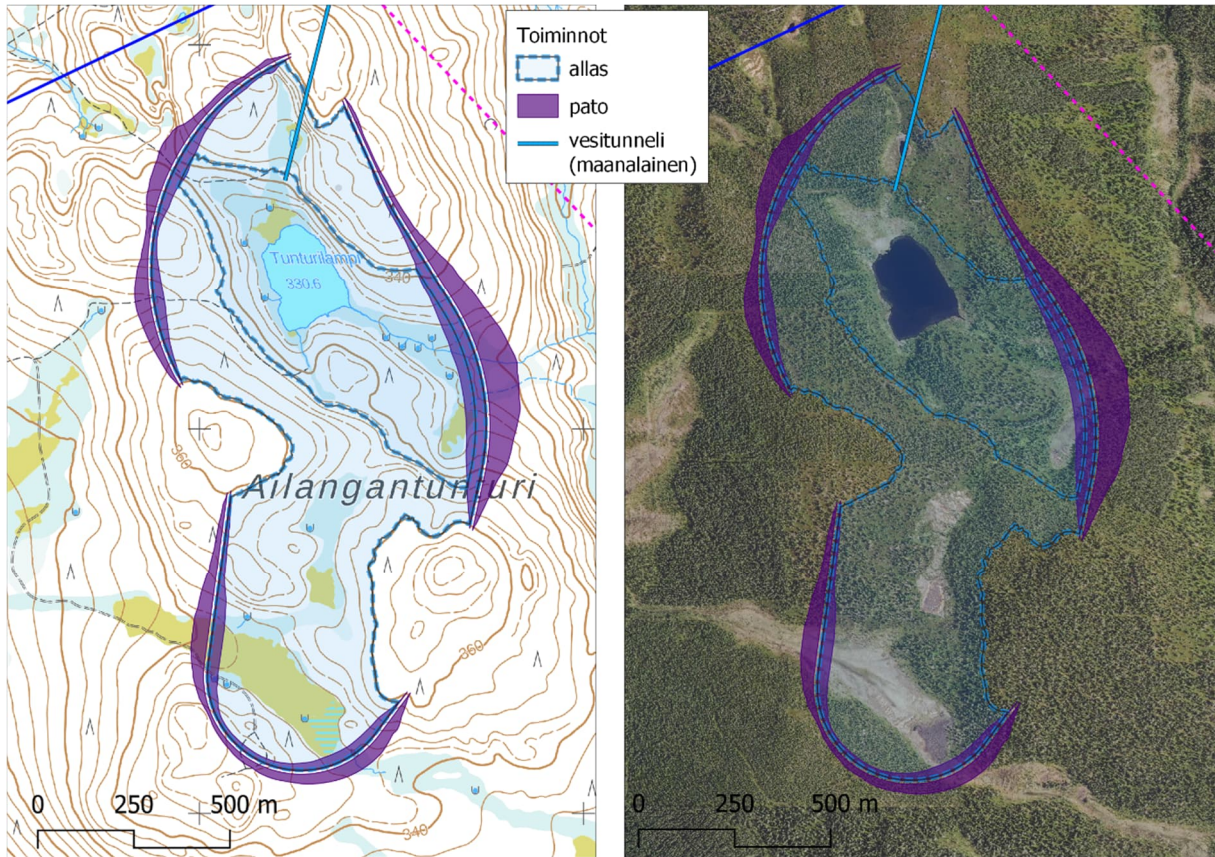 Toiminnot
allas
pato
vesitunneli
(maanalainen)
Tunturilampi
330.6
340
360
Ailangantunturi
360
340
0 250 500 m
0 250 500 m